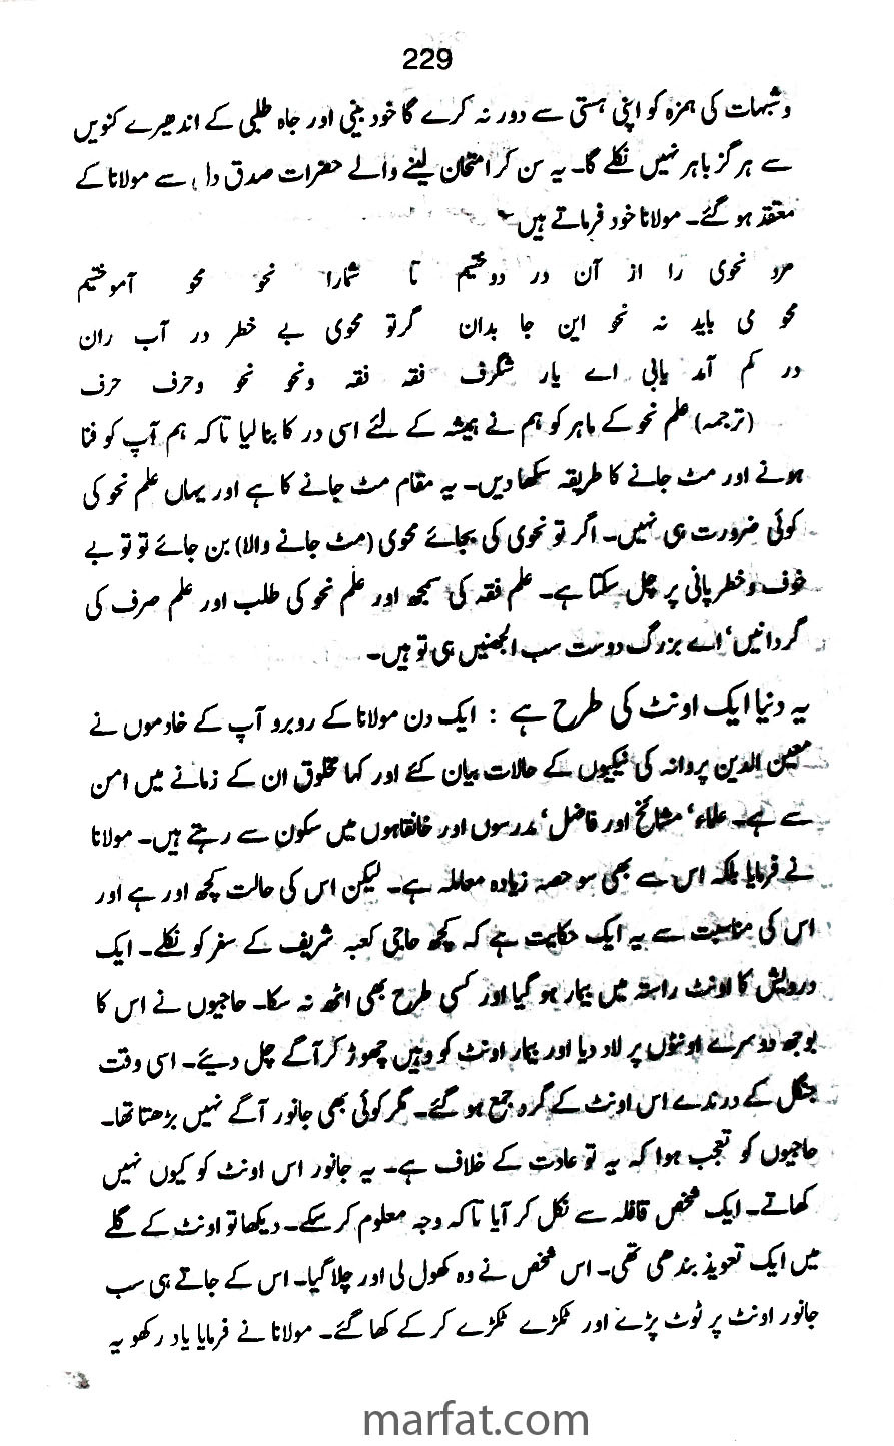 229
و شبہات کی ہمزہ کو اپنی ہستی سے دور نہ کرے گا خود بینی اور جاہ طلبی کے اندھیرے کنویں
سے ہرگز باہر نہیں نکلے گا۔ یہ سن کر امتحان لینے والے حضرات صدق دل سے مولانا کے
معتقد ہو گئے۔ مولانا خود فرماتے ہیں
مرد نحوی را از آن در دوختیم تا شمارا نحو محو آموختیم
محو می باید نہ نحو این جا بدان گرتو محوی بے خطر در آب ران
در کم آمد یابی اے یار شگرف فقہ فقہ ونحو نحو وحرف حرف
(ترجمہ) علم نحو کے ماہر کو ہم نے ہمیشہ کے لئے اسی در کا بنا لیا تاکہ ہم آپ کو فنا
ہونے اور مٹ جانے کا طریقہ سکھا دیں۔ یہ مقام مٹ جانے کا ہے اور یہاں علم نحو کی
کوئی ضرورت ہی نہیں۔ اگر تو نحوی کی بجائے محوی (مٹ جانے والا) بن جائے تو تو بے
خوف و خطر پانی پر چل سکتا ہے۔ علم فقہ کی سمجھ اور علم نحو کی طلب اور علم صرف کی
گردانیں‘ اے بزرگ دوست سب الجھنیں ہی تو ہیں۔
یہ دنیا ایک اونٹ کی طرح ہے : ایک دن مولانا کے روبرو آپ کے خادموں نے
معین الدین پروانہ کی نیکیوں کے حالات بیان کئے اور کہا مخلوق ان کے زمانے میں امن
سے ہے۔ علماء‘ مشائخ اور فاضل‘ مدرسوں اور خانقاہوں میں سکون سے رہتے ہیں۔ مولانا
نے فرمایا بلکہ اس سے بھی سو حصہ زیادہ معاملہ ہے۔ لیکن اس کی حالت کچھ اور ہے اور
اس کی مناسبت سے یہ ایک حکایت ہے کہ کچھ حاجی کعبہ شریف کے سفر کو نکلے۔ ایک
درویش کا اونٹ راستہ میں بیمار ہو گیا اور کسی طرح بھی اٹھ نہ سکا۔ حاجیوں نے اس کا
بوجھ دوسرے اونٹوں پر لاد دیا اور بیمار اونٹ کو وہیں چھوڑ کر آگے چل دیئے۔ اسی وقت
جنگل کے درندے اس اونٹ کے گرد جمع ہو گئے۔ مگر کوئی بھی جانور آگے نہیں بڑھتا تھا۔
حاجیوں کو تعجب ہوا کہ یہ تو عادت کے خلاف ہے۔ یہ جانور اس اونٹ کو کیوں نہیں
کھاتے۔ ایک شخص قافلہ سے نکل کر آیا تاکہ وجہ معلوم کر سکے۔ دیکھا تو اونٹ کے گلے
میں ایک تعویذ بندھی تھی۔ اس شخص نے وہ کھول لی اور چلا گیا۔ اس کے جاتے ہی سب
جانور اونٹ پر ٹوٹ پڑے اور ٹکڑے ٹکڑے کر کے کھا گئے۔ مولانا نے فرمایا یاد رکھو یہ
marfat.com